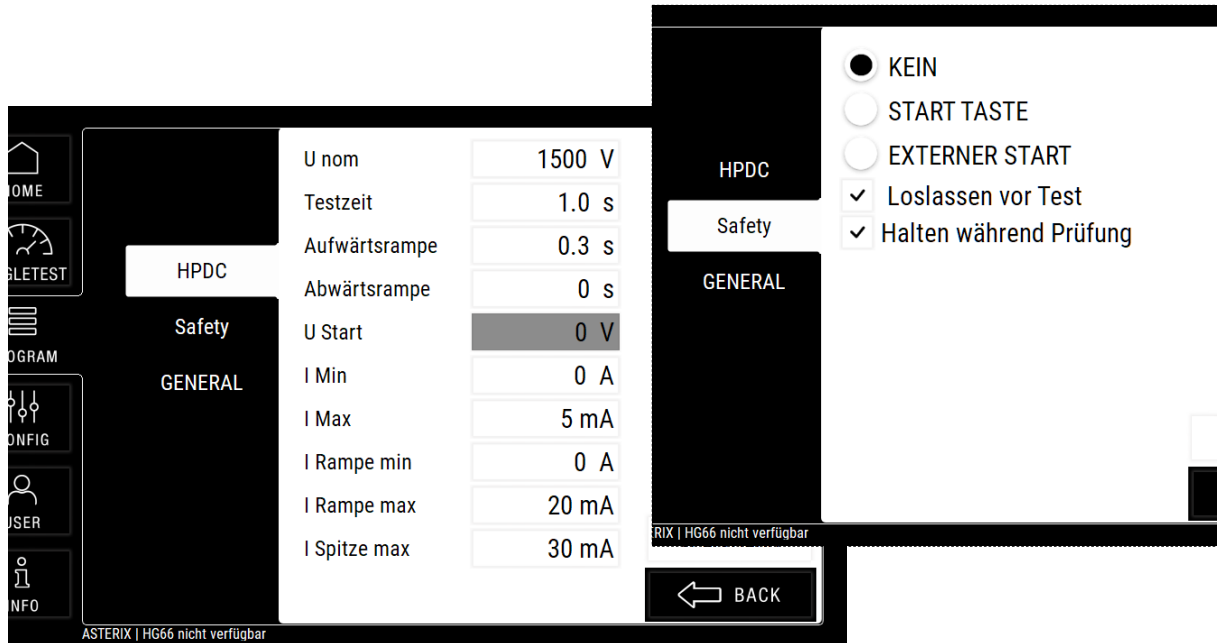 HOME
GLETEST
OGRAM
ONFIG
USER
INFO
HPDC
Safety
GENERAL
U nom 1500 V
Testzeit 1.0 s
Aufwärtsrampe 0.3 s
Abwärtsrampe 0 s
U Start 0 V
I Min 0 A
I Max 5 mA
I Rampe min 0 A
I Rampe max 20 mA
I Spitze max 30 mA
BACK
ASTERIX | HG66 nicht verfügbar
HPDC
Safety
GENERAL
KEIN
START TASTE
EXTERNER START
Loslassen vor Test
Halten während Prüfung
ERIX | HG66 nicht verfügbar